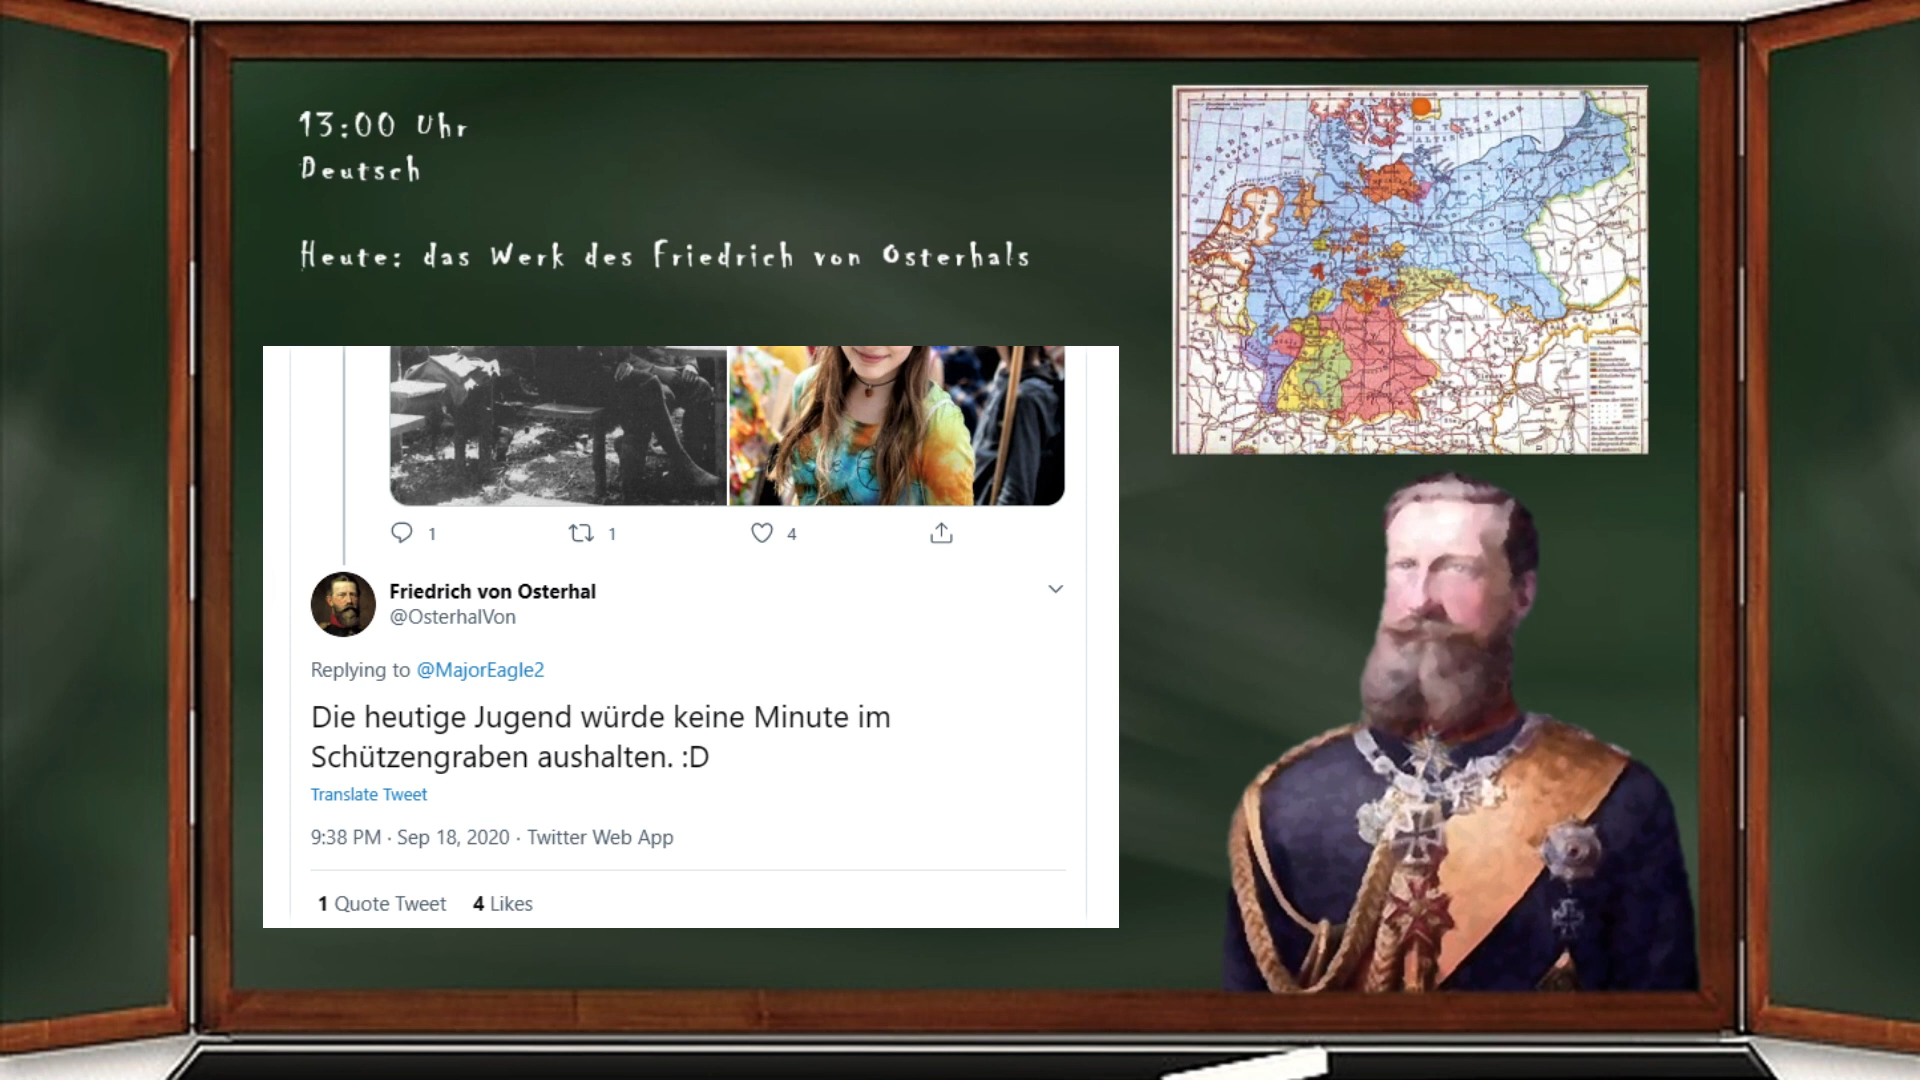 13:00 Uhr
Deutsch
Heute: das Werk des Friedrich von Osterhals
1
1
4
Friedrich von Osterhal
@OsterhalVon
Replying to @MajorEagle2
Die heutige Jugend würde keine Minute im
Schützengraben aushalten. :D
Translate Tweet
9:38 PM · Sep 18, 2020 · Twitter Web App
1 Quote Tweet 4 Likes